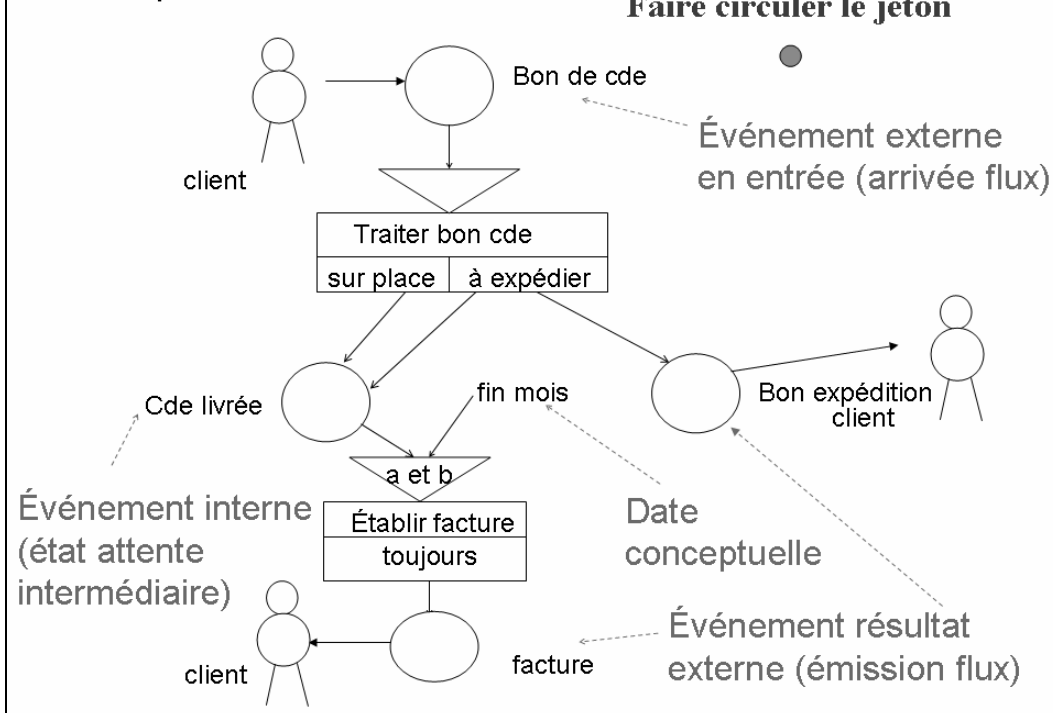 Faire circuler le jeton
Bon de cde
Événement externe
en entrée (arrivée flux)
client
Traiter bon cde
sur place
à expédier
Cde livrée
fin mois
Bon expédition
client
a et b
Événement interne
(état attente
intermédiaire)
Établir facture
toujours
Date
conceptuelle
Événement résultat
externe (émission flux)
client
facture